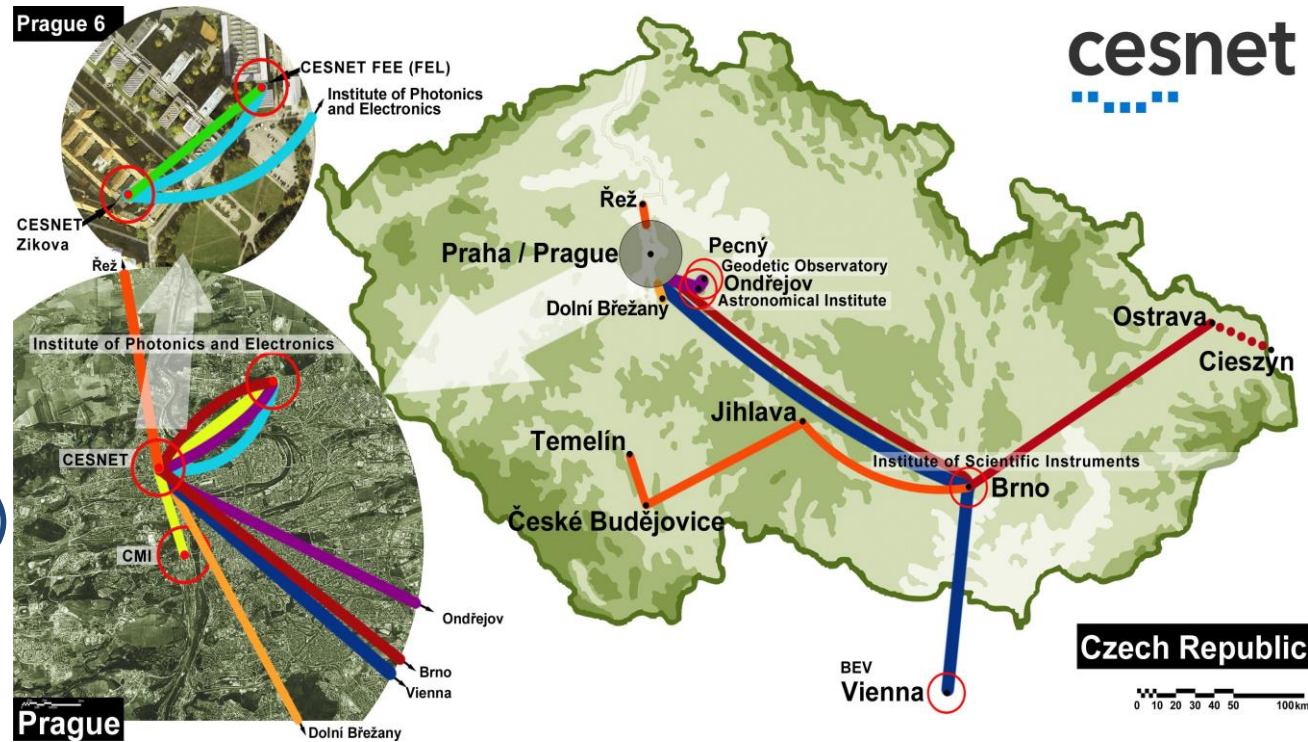 Prague 6
CESNET FEE (FEL)
Institute of Photonics
and Electronics
CESNET
Zikova
Řež
Institute of Photonics and Electronics
CESNET
CMI
Ondřejov
Brno
Vienna
Dolní Břežany
Prague
cesnet
Řež
Praha / Prague
Pecný
Geodetic Observatory
Ondřejov
Astronomical Institute
Dolní Břežany
Ostrava
Cieszyn
Jihlava
Temelín
Institute of Scientific Instruments
Brno
České Budějovice
BEV
Vienna
Czech Republic
0 10 20 30 40 50 100km